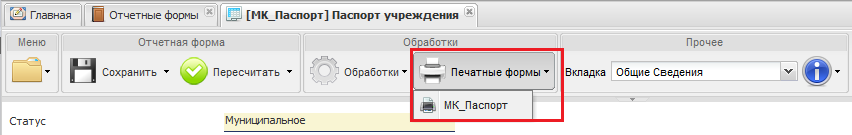 Главная Отчетные формы [МК_Паспорт] Паспорт учреждения
Меню Отчетная форма Обработки Прочее
Сохранить Пересчитать Обработки Печатные формы Вкладка Общие Сведения
МК_Паспорт
Статус Муниципальное